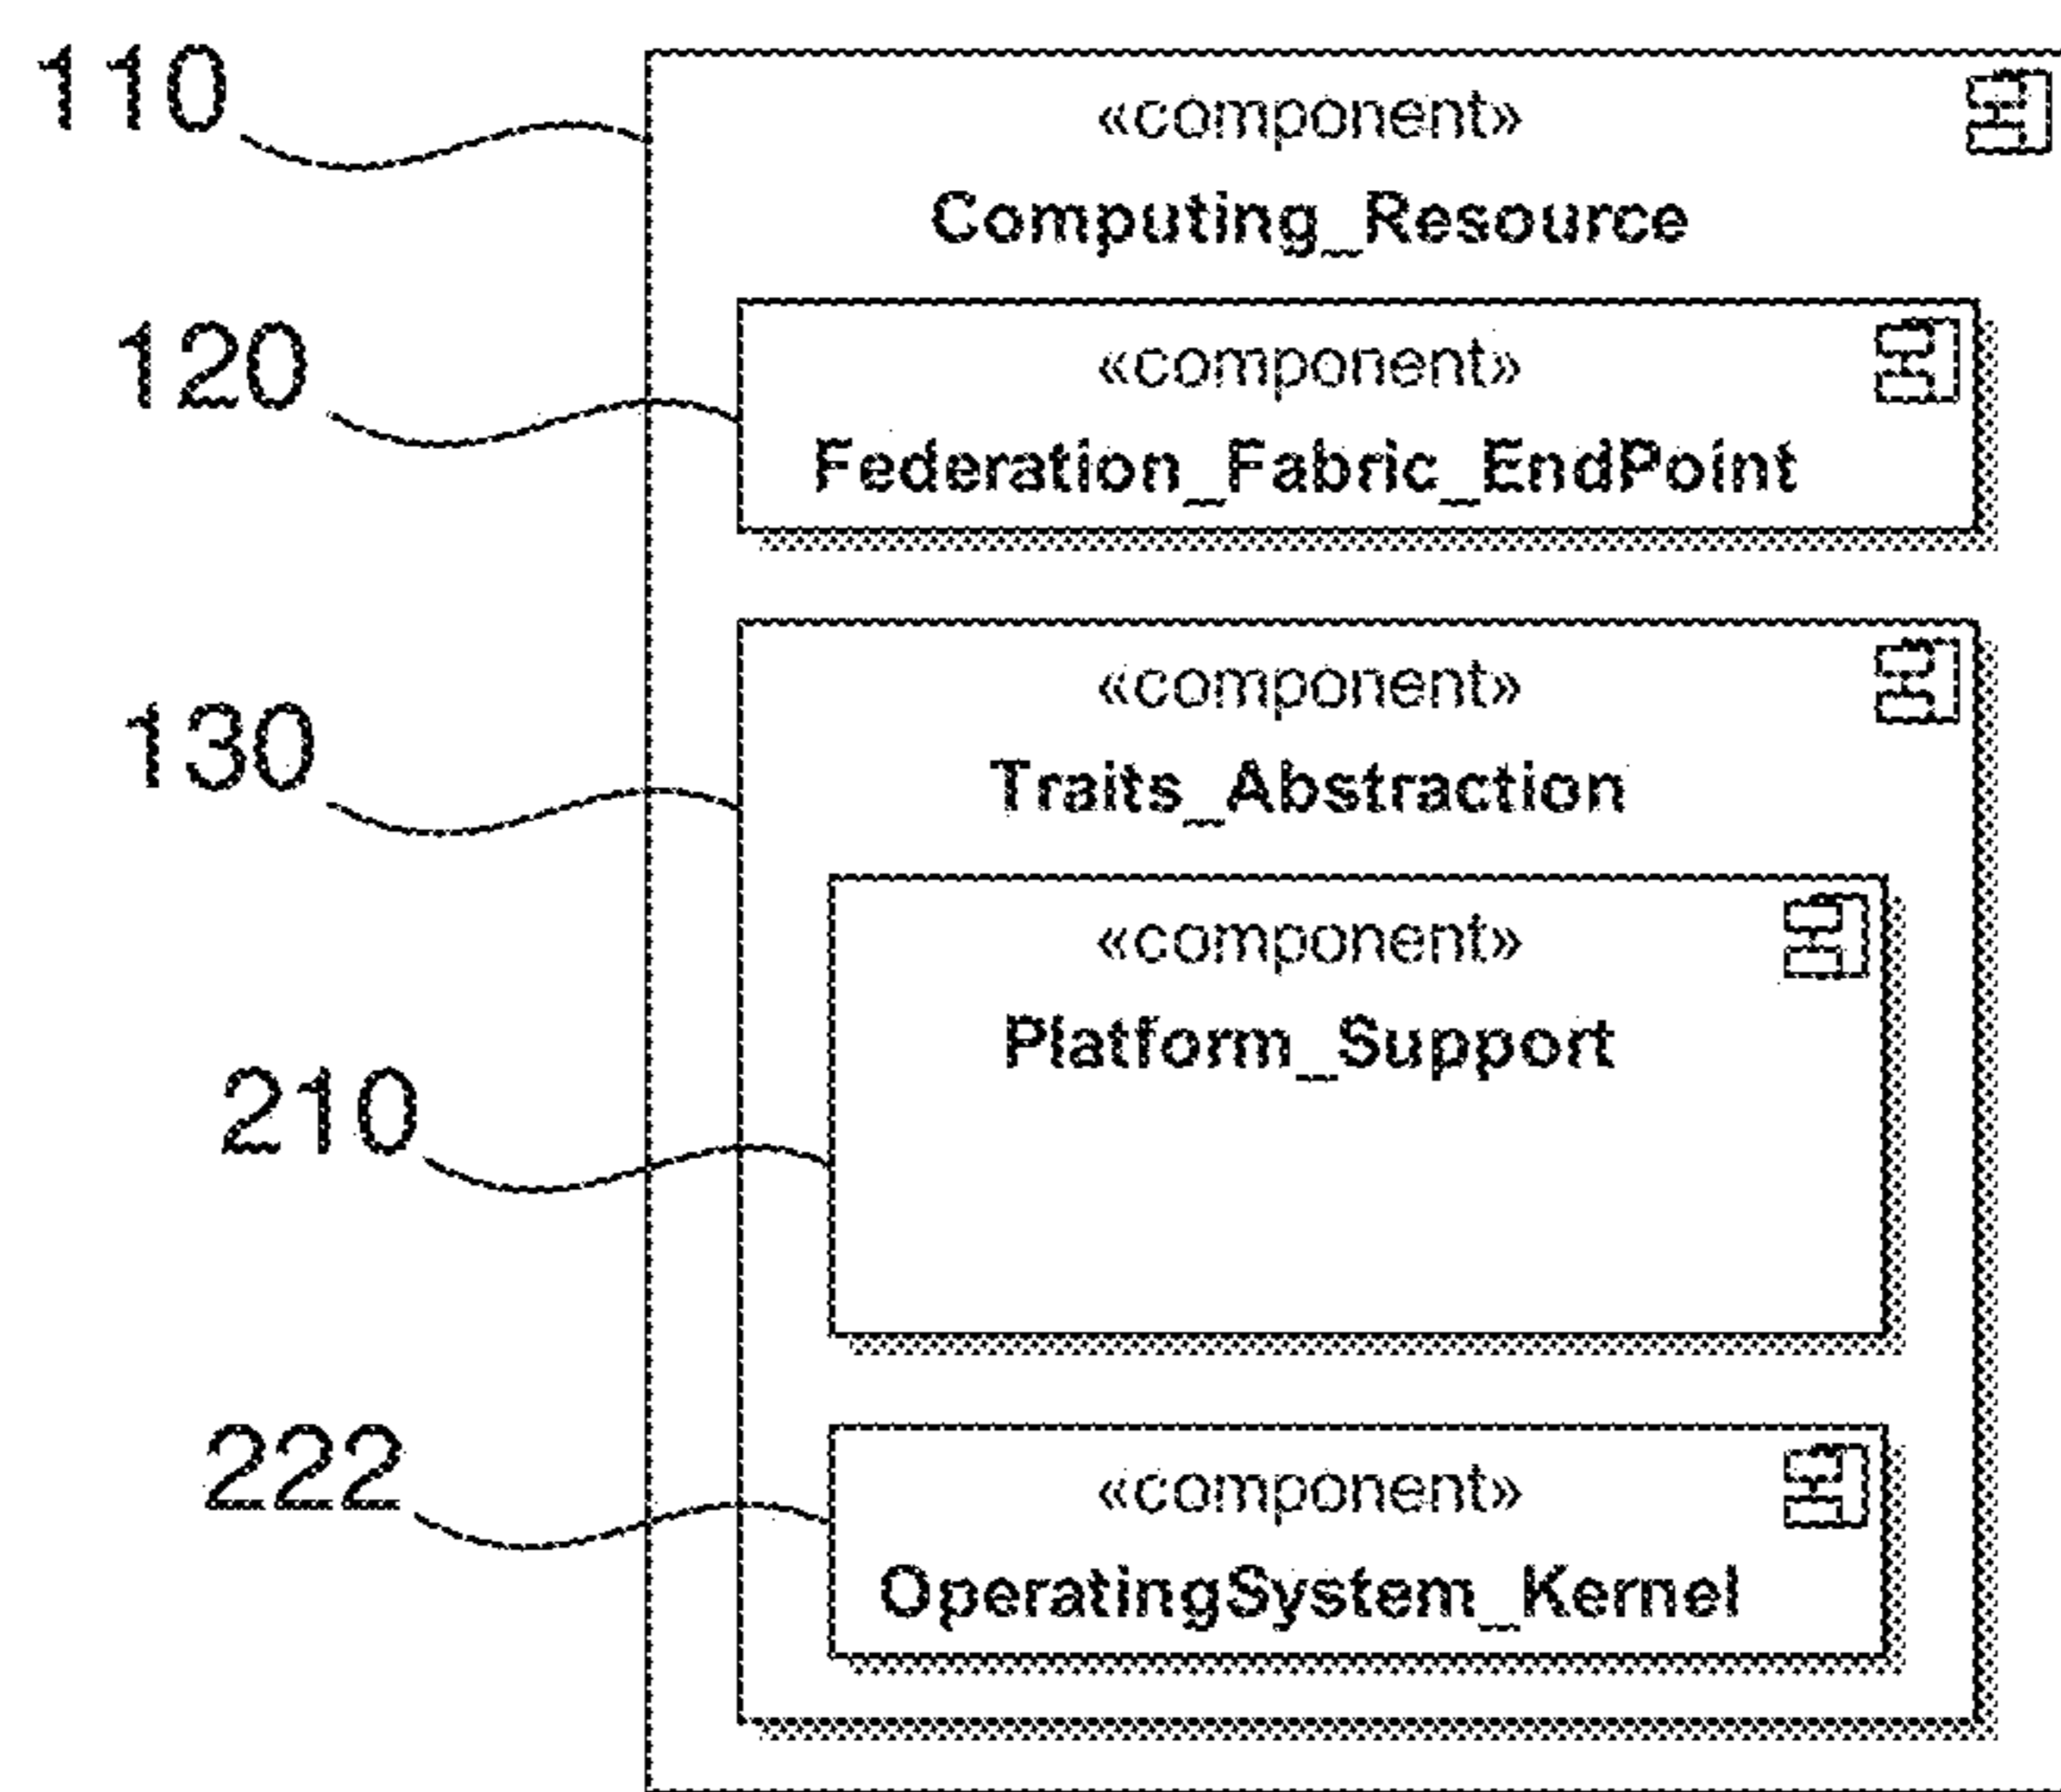 110
«component»
Computing_Resource
120
«component»
Federation_Fabric_EndPoint
130
«component»
Traits_Abstraction
210
«component»
Platform_Support
222
«component»
OperatingSystem_Kernel